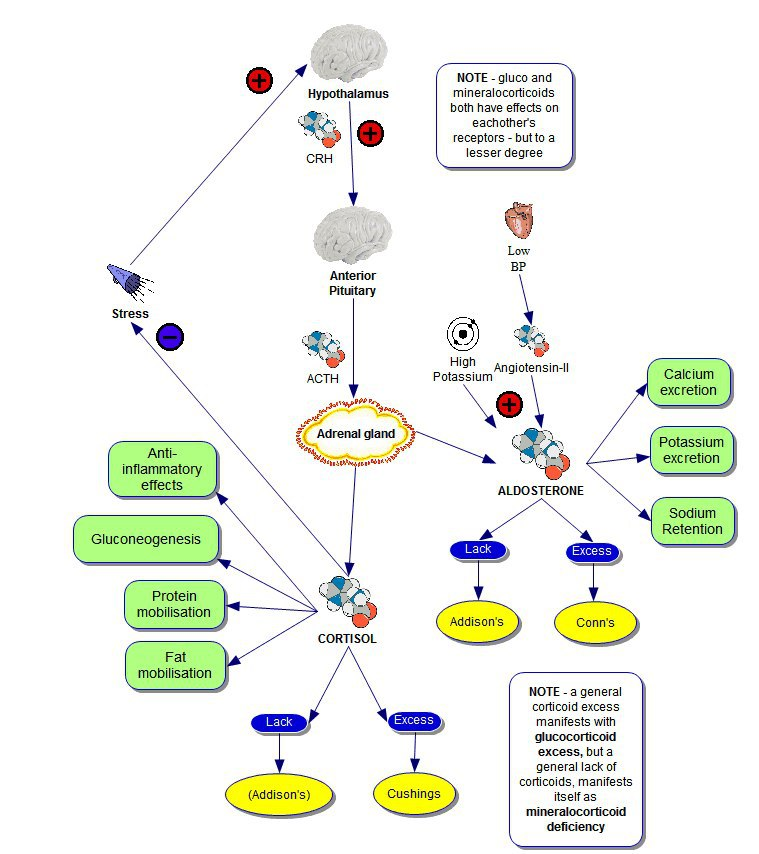 Hypothalamus
NOTE - gluco and
mineralocorticoids
both have effects on
eachother's
receptors - but to a
lesser degree
CRH
Low
BP
Anterior
Pituitary
Stress
High
Potassium
Angiotensin-II
ACTH
Adrenal gland
Calcium
excretion
Potassium
excretion
Sodium
Retention
ALDOSTERONE
Anti-
inflammatory
effects
Gluconeogenesis
Protein
mobilisation
Fat
mobilisation
Lack
Excess
Addison's
Conn's
CORTISOL
Lack
Excess
(Addison's)
Cushings
NOTE - a general
corticoid excess
manifests with
glucocorticoid
excess, but a
general lack of
corticoids, manifests
itself as
mineralocorticoid
deficiency